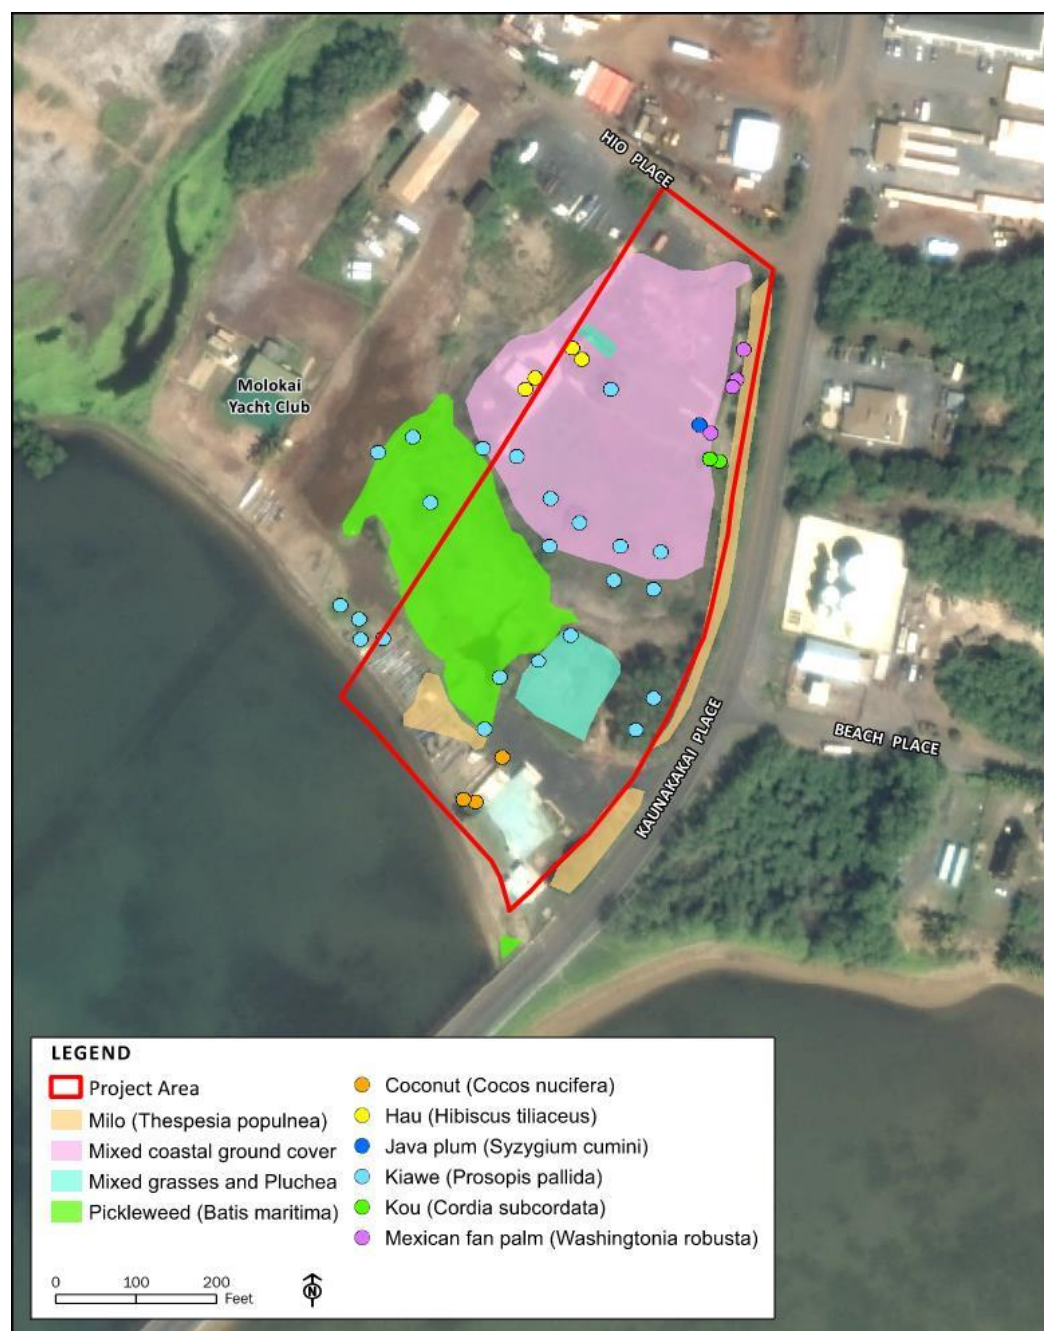 HIO PLACE
Molokai
Yacht Club
BEACH PLACE
KAUNAKAKAI PLACE
LEGEND
Project Area
Milo (Thespesia populnea)
Mixed coastal ground cover
Mixed grasses and Pluchea
Pickleweed (Batis maritima)
Coconut (Cocos nucifera)
Hau (Hibiscus tiliaceus)
Java plum (Syzygium cumini)
Kiawe (Prosopis pallida)
Kou (Cordia subcordata)
Mexican fan palm (Washingtonia robusta)
0 100 200
Feet
N